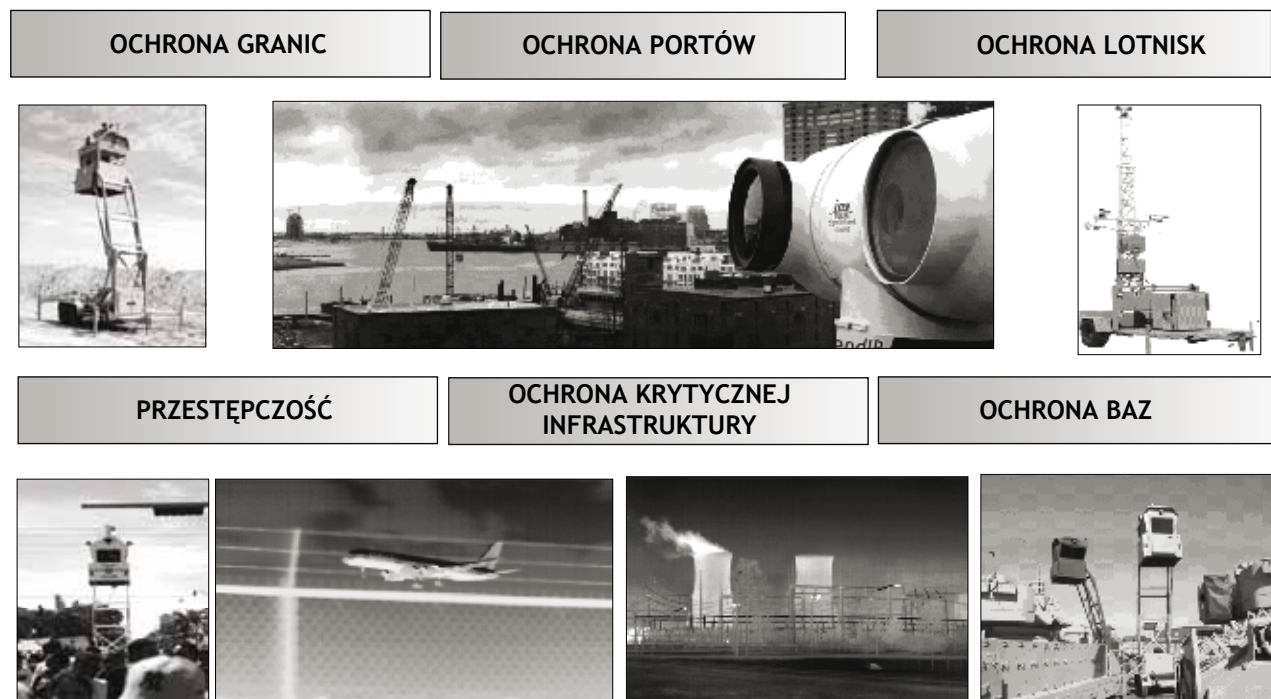 OCHRONA GRANIC
OCHRONA PORTÓW
OCHRONA LOTNISK
PRZESTĘPCZOŚĆ
OCHRONA KRYTYCZNEJ
INFRASTRUKTURY
OCHRONA BAZ